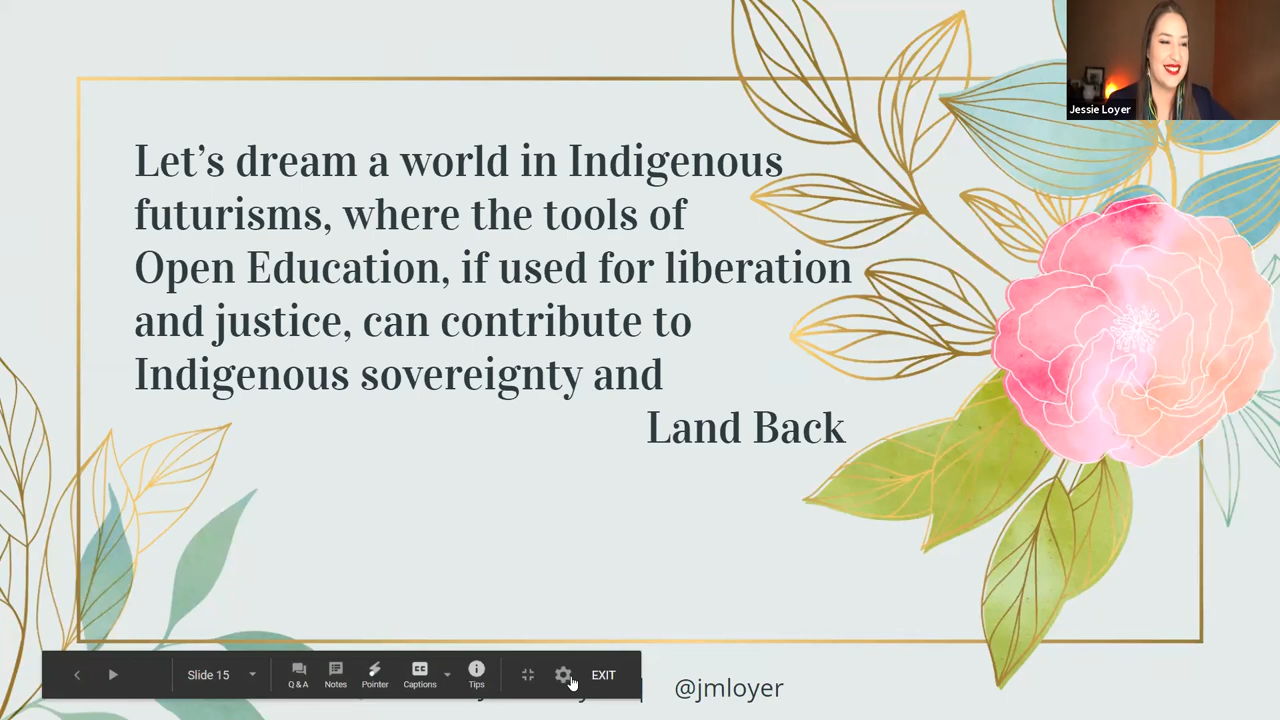 Jessie Loyer
Let’s dream a world in Indigenous
futurisms, where the tools of
Open Education, if used for liberation
and justice, can contribute to
Indigenous sovereignty and
Land Back
Slide 15
Q & A
Notes
Pointer
Captions
Tips
EXIT
@jmloyer